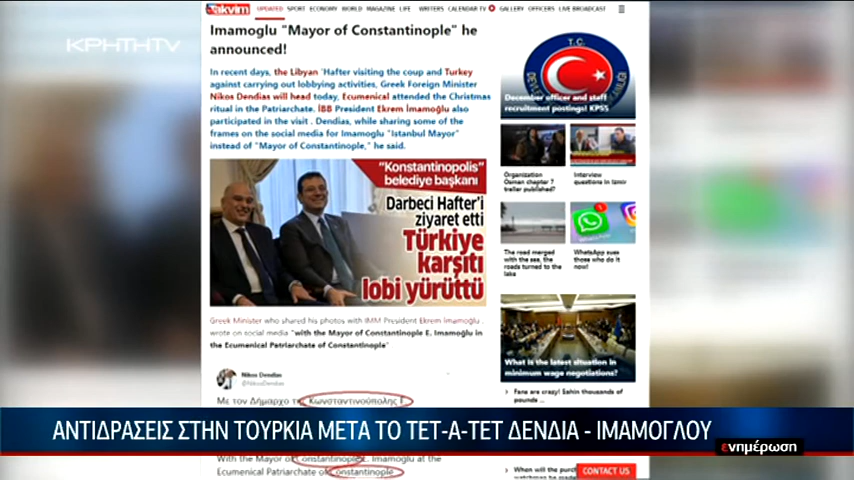 ΚΡΗΤΗTV
takvim
UPDATED SPORT ECONOMY WORLD MAGAZINE LIFE WRITERS CALENDAR TV GALLERY OFFICERS LIVE BROADCAST
Imamoglu "Mayor of Constantinople" he
announced!
In recent days, the Libyan 'Hafter visiting the coup and Turkey
against carrying out lobbying activities, Greek Foreign Minister
Nikos Dendias will head today, Ecumenical attended the Christmas
ritual in the Patriarchate. İBB President Ekrem İmamoğlu also
participated in the visit . Dendias, while sharing some of the
frames on the social media for Imamoglu "Istanbul Mayor"
instead of "Mayor of Constantinople," he said.
"Konstantinopolis"
belediye başkanı
Darbeci Hafter'i
ziyaret etti
Türkiye
karşıtı
lobi yürüttü
Greek Minister who shared his photos with IMM President Ekrem İmamoğlu ,
wrote on social media "with the Mayor of Constantinople E. Imamoglu in
the Ecumenical Patriarchate of Constantinople"
Nikos Dendias
@NikosDendias
Με τον Δήμαρχο της Κωνσταντινούπολης
With the Mayor of Constantinople E. Imamoglu at the
Ecumenical Patriarchate of Constantinople
T.C.
December officer and staff
recruitment postings! KPSS
Organization
Osman chapter 7
trailer published?
Interview
questions in Izmir
The road merged
with the sea, the
roads turned to the
lake
WhatsApp
WhatsApp sues
those who do it
now!
What is the latest situation in
minimum wage negotiations?
Fans are crazy! Sahin thousands of
pounds ...
When will the purch
CONTACT US
ΑΝΤΙΔΡΑΣΕΙΣ ΣΤΗΝ ΤΟΥΡΚΙΑ ΜΕΤΑ ΤΟ ΤΕΤ-Α-ΤΕΤ ΔΕΝΔΙΑ - ΙΜΑΜΟΓΛΟΥ
ενημέρωση